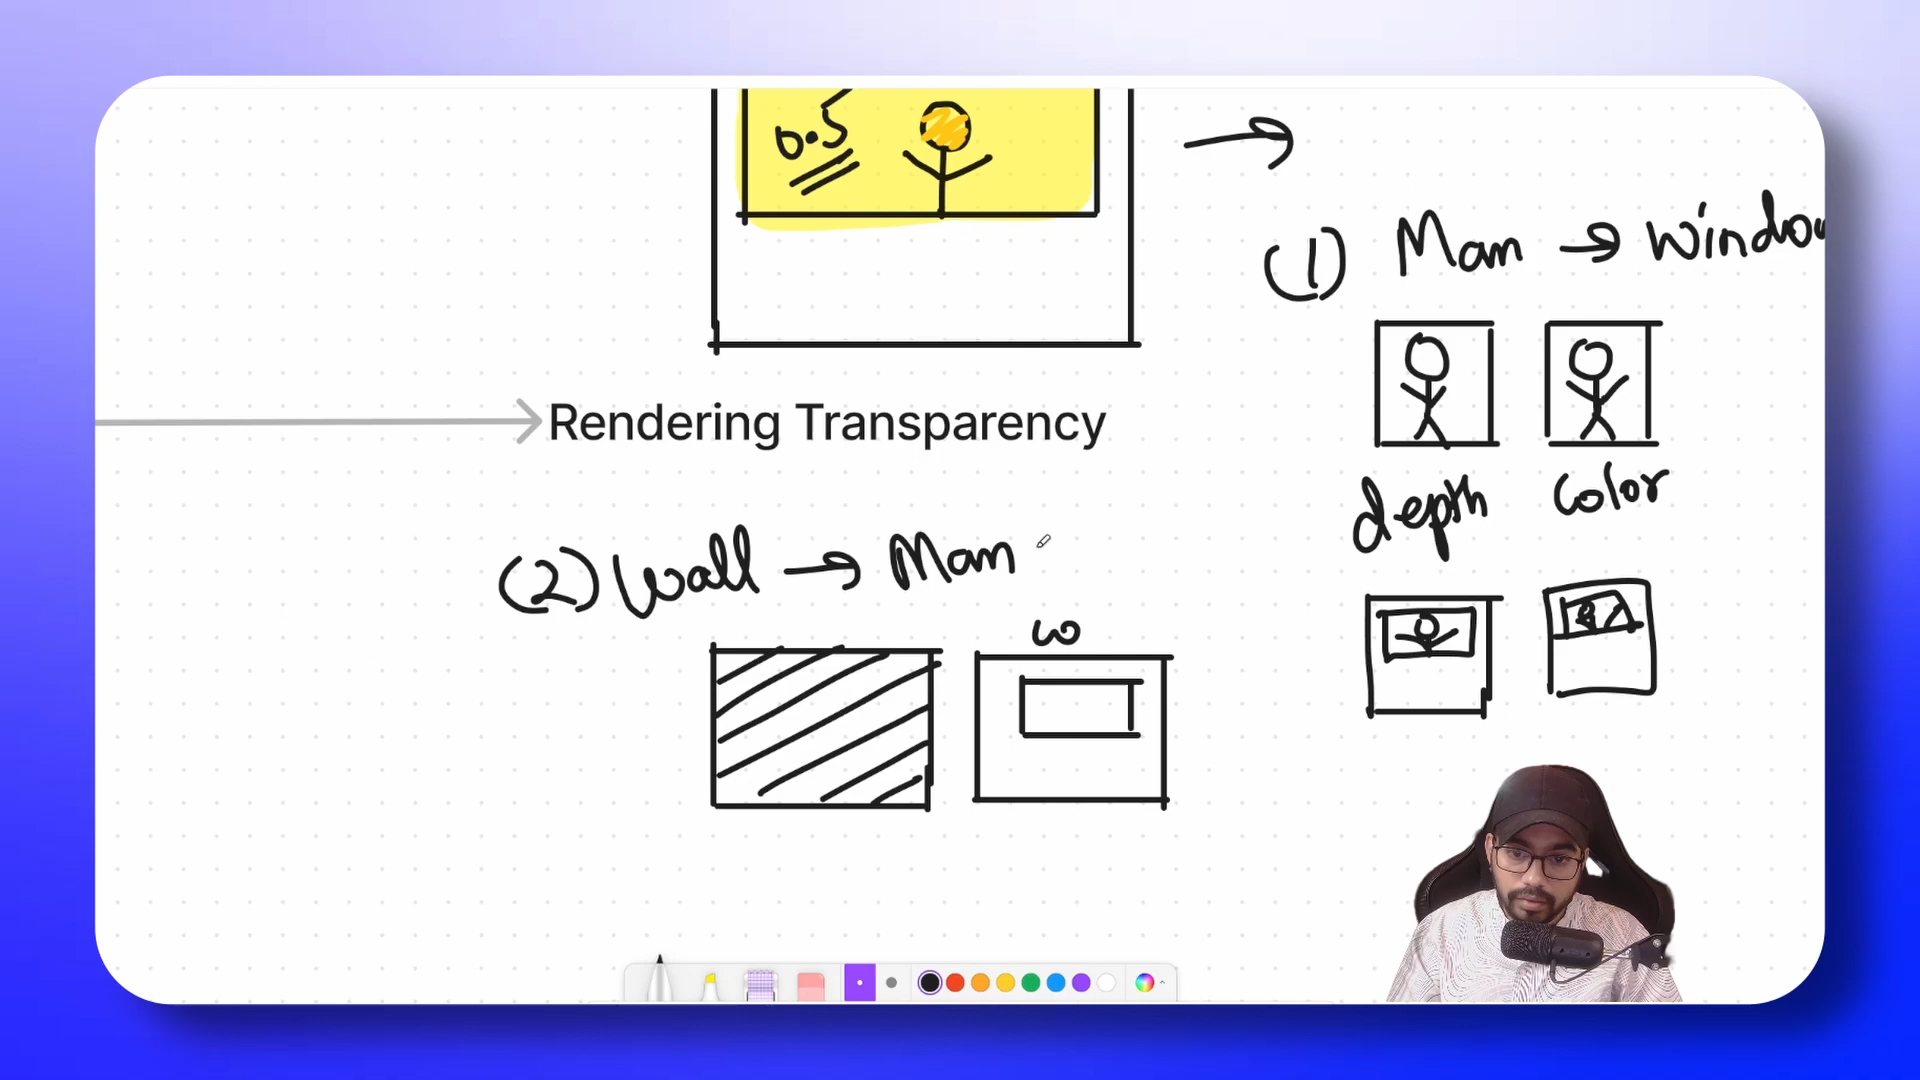 0.5
(1) Man → Windo
Rendering Transparency
depth color
(2) Wall → Man